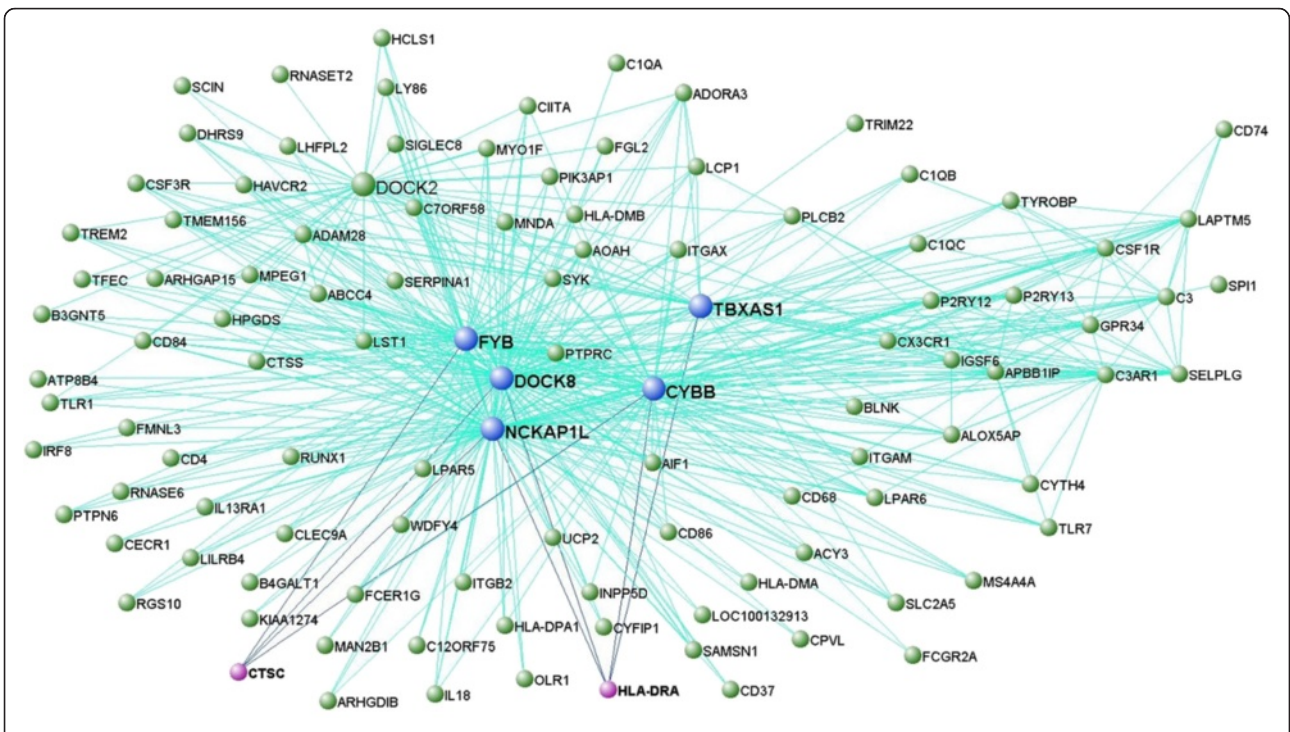 HCLS1
C1QA
RNASET2
SCIN
LY86
ADORA3
CIITA
TRIM22
CD74
DHRS9
LHFPL2
SIGLEC8
MYO1F
FGL2
LCP1
C1QB
PIK3AP1
CSF3R
HAVCR2
DOCK2
TYROBP
C7ORF58
HLA-DMB
PLCB2
LAPTM5
TMEM156
MNDA
TREM2
ADAM28
C1QC
CSF1R
AOAH
ITGAX
TFEC
ARHGAP15
MPEG1
SERPINA1
SYK
SPI1
ABCC4
P2RY12
P2RY13
C3
TBXAS1
B3GNT5
HPGDS
GPR34
CD84
LST1
FYB
CX3CR1
PTPRC
CTSS
IGSF6
APBB1IP
C3AR1
SELPLG
ATP8B4
DOCK8
CYBB
TLR1
BLNK
FMNL3
NCKAP1L
ALOX5AP
IRF8
CD4
RUNX1
LPAR5
AIF1
ITGAM
CYTH4
RNASE6
CD68
LPAR6
PTPN6
IL13RA1
WDFY4
TLR7
CLEC9A
UCP2
CD86
CECR1
ACY3
LILRB4
B4GALT1
ITGB2
HLA-DMA
MS4A4A
FCER1G
INPP5D
RGS10
SLC2A5
KIAA1274
LOC100132913
HLA-DPA1
CYFIP1
CPVL
MAN2B1
C12ORF75
SAMSN1
FCGR2A
CTSC
OLR1
HLA-DRA
CD37
ARHGDIB
IL18